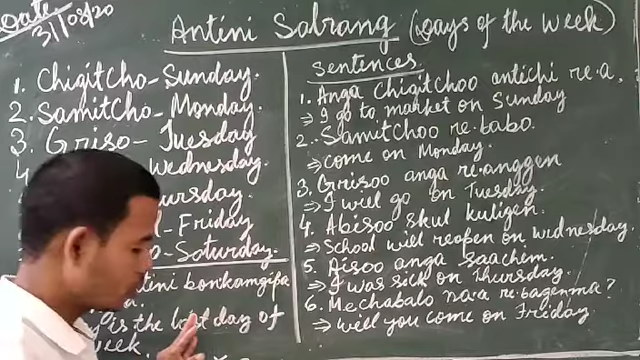 Date
31/08/20
Antini Sabrang (Days of the week)
1. Chigitcho - Sunday.
2. Samitcho - Monday.
3. Griso - Tuesday
4 Wednesday.
ursday.
- Friday
o - Saturday.
tini bonkamgipa
a.
is the last day of
week.
Sentences.
1. Anga Chigitchoo antichi re.a.
⇒ I go to market on Sunday
2. Samitchoo re.babo.
⇒ come on Monday.
3. Grisoo anga re.anggen
⇒ I will go on Tuesday.
4. Abisoo skul kuligen.
⇒ School will reopen on wednesday.
5. Aisoo anga saachem.
⇒ I was sick on Thursday.
6. Mechabalo na.a re.bagenma?
⇒ will you come on Friday